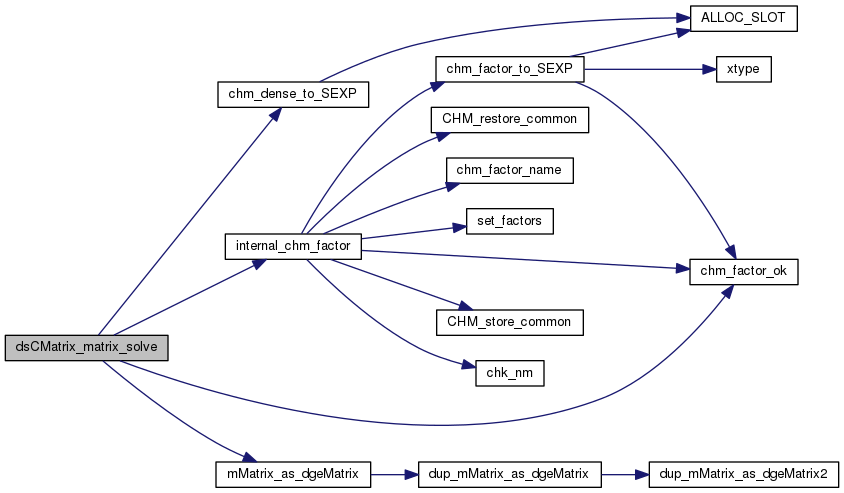 ALLOC_SLOT
chm_factor_to_SEXP
xtype
chm_dense_to_SEXP
CHM_restore_common
chm_factor_name
set_factors
internal_chm_factor
chm_factor_ok
CHM_store_common
dsCMatrix_matrix_solve
chk_nm
mMatrix_as_dgeMatrix
dup_mMatrix_as_dgeMatrix
dup_mMatrix_as_dgeMatrix2